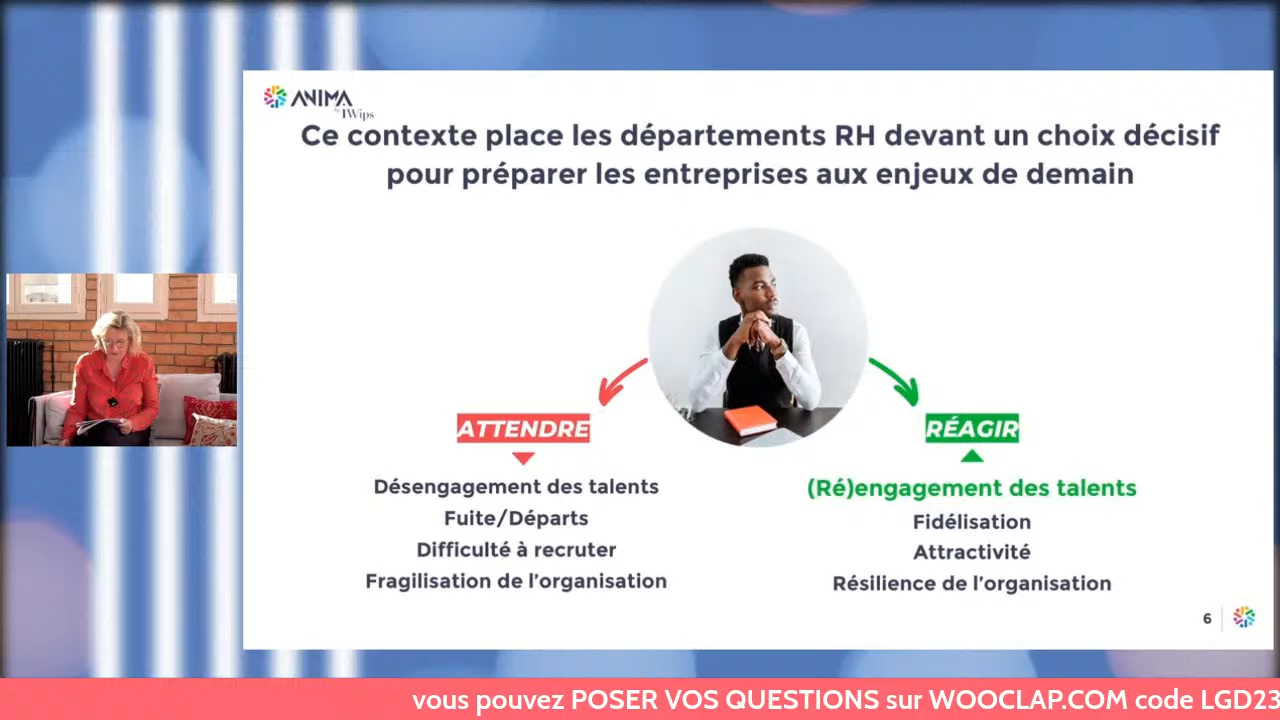 ANIMA
by IWips
Ce contexte place les départements RH devant un choix décisif
pour préparer les entreprises aux enjeux de demain
ATTENDRE
Désengagement des talents
Fuite/Départs
Difficulté à recruter
Fragilisation de l'organisation
RÉAGIR
(Ré)engagement des talents
Fidélisation
Attractivité
Résilience de l'organisation
6
vous pouvez POSER VOS QUESTIONS sur WOOCLAP.COM code LGD23